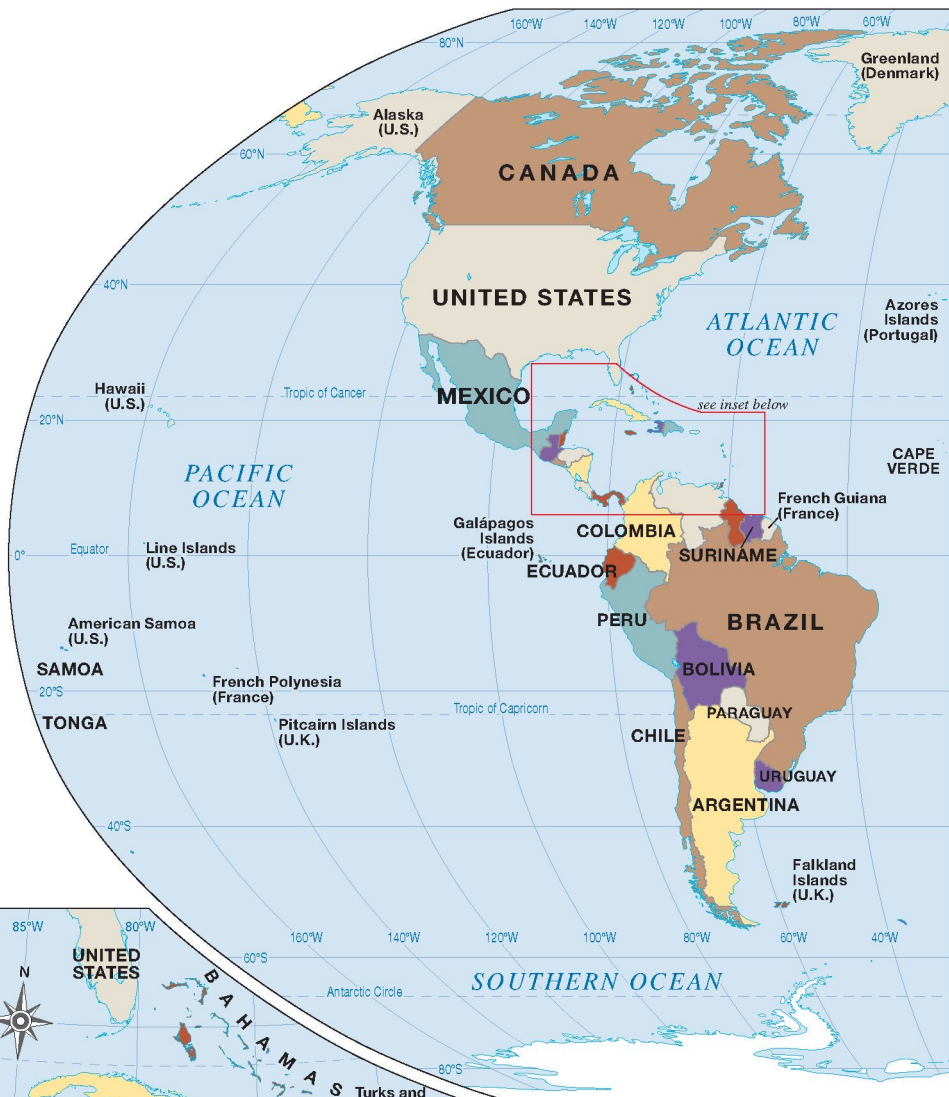 160°W
140°W
120°W
100°W
80°W
60°W
80°N
Greenland
(Denmark)
Alaska
(U.S.)
60°N
CANADA
40°N
UNITED STATES
ATLANTIC
OCEAN
Azores
Islands
(Portugal)
Hawaii
(U.S.)
Tropic of Cancer
MEXICO
see inset below
20°N
PACIFIC
OCEAN
CAPE
VERDE
French Guiana
(France)
Galápagos
Islands
(Ecuador)
COLOMBIA
SURINAME
Equator
0°
Line Islands
(U.S.)
ECUADOR
American Samoa
(U.S.)
PERU
BRAZIL
SAMOA
BOLIVIA
French Polynesia
(France)
20°S
Tropic of Capricorn
PARAGUAY
TONGA
Pitcairn Islands
(U.K.)
CHILE
URUGUAY
ARGENTINA
40°S
Falkland
Islands
(U.K.)
160°W
140°W
120°W
100°W
80°W
60°W
40°W
60°S
SOUTHERN OCEAN
Antarctic Circle
80°S
85°W
80°W
UNITED
STATES
N
BAHAMAS
Turks and